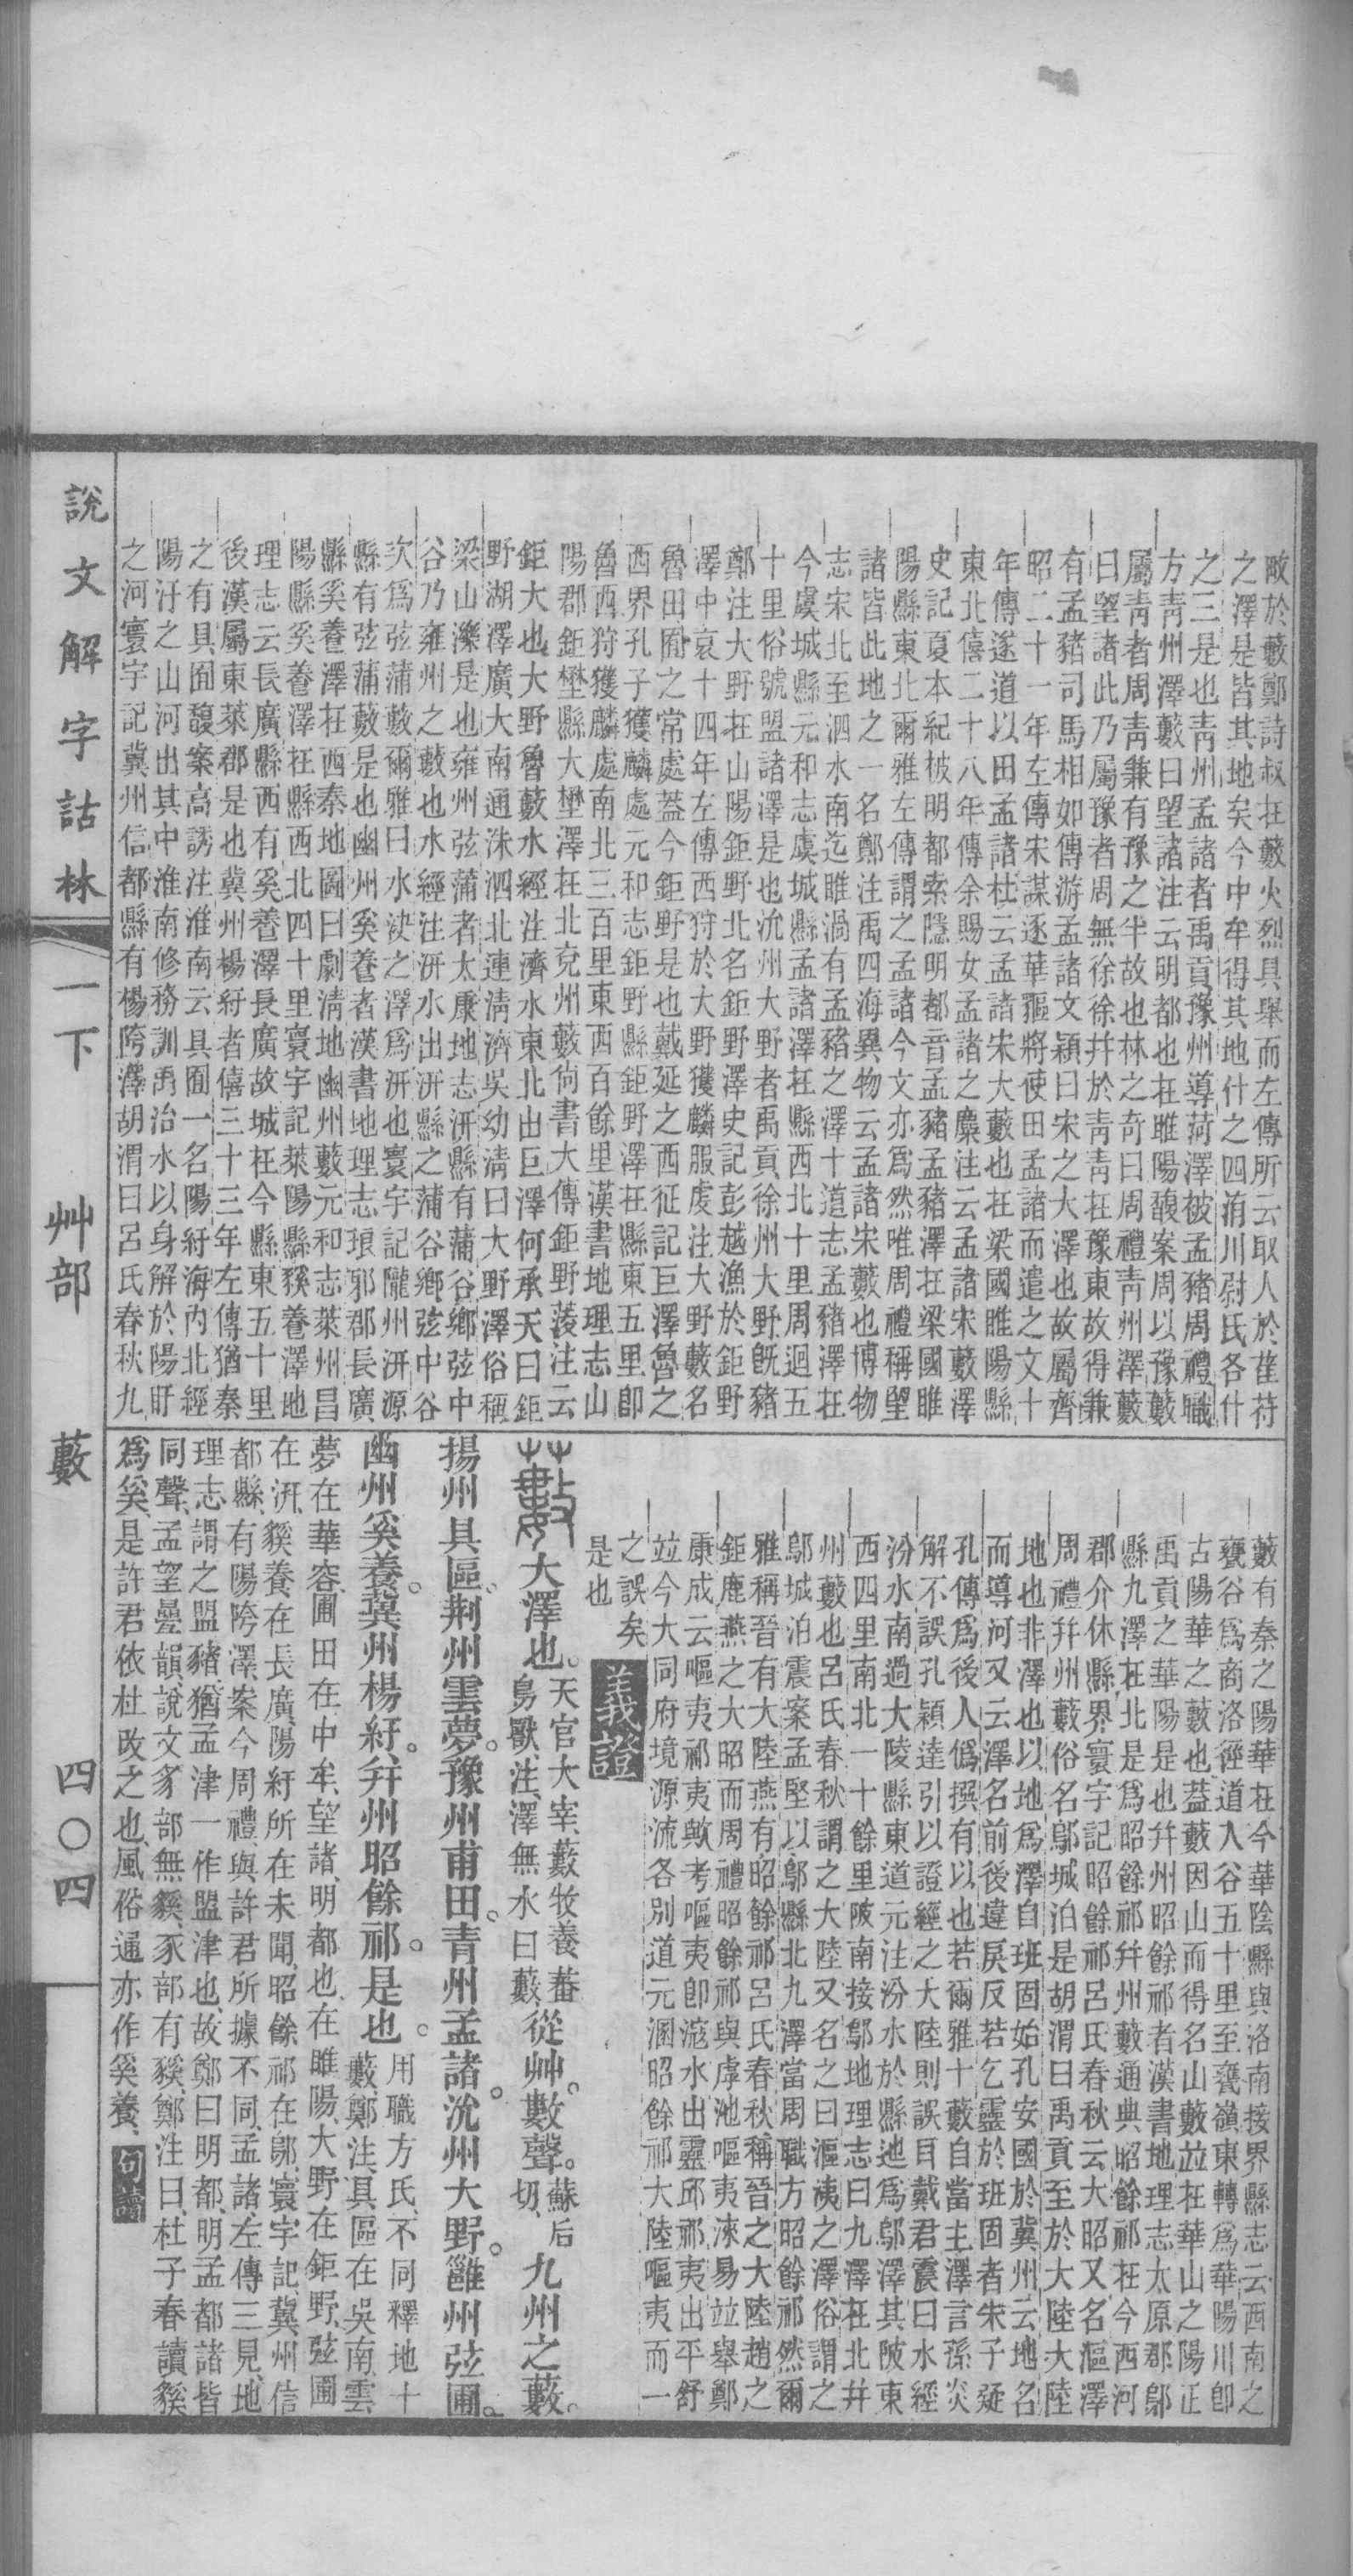 畋於藪鄭詩叔在藪火烈具舉而左傳所云取人於萑苻
之澤是皆其地矣今中牟得其地什之四洧川尉氏各什
之三是也靑州孟諸者禹貢豫州導菏澤被孟豬周禮職
方靑州澤藪曰望諸注云明都也在睢陽馥案周以豫藪
屬靑者周靑兼有豫之半故也林之奇曰周禮靑州澤藪
曰望諸此乃屬豫者周無徐徐幷於靑靑在豫東故得兼
有孟豬司馬相如傳游孟諸文穎曰宋之大澤也故屬齊
昭二十一年左傳宋謀逐華貙將使田孟諸而遣之文十
年傳遂道以田孟諸杜云孟諸宋大藪也在梁國睢陽縣
東北僖二十八年傳余賜女孟諸之麋注云孟諸宋藪澤
史記夏本紀被明都索隱明都音孟豬孟豬澤在梁國睢
陽縣東北爾雅左傳謂之孟諸今文亦爲然唯周禮稱望
諸皆此地之一名鄭注禹四海異物云孟諸宋藪也博物
志宋北至泗水南迄睢渦有孟豬之澤十道志孟豬澤在
今虞城縣元和志虞城縣孟諸澤在縣西北十里周迴五
十里俗號盟諸澤是也沇州大野者禹貢徐州大野旣豬
鄭注大野在山陽鉅野北名鉅野澤史記彭越漁於鉅野
澤中哀十四年左傳西狩於大野獲麟服虔注大野藪名
魯田囿之常處葢今鉅野是也戴延之西征記巨澤魯之
西界孔子獲麟處元和志鉅野縣鉅野澤在縣東五里卽
魯西狩獲麟處南北三百里東西百餘里漢書地理志山
陽郡鉅壄縣大壄澤在北兗州藪尙書大傳鉅野菠注云
鉅大也大野魯藪水經注濟水東北出巨澤何承天曰鉅
野湖澤廣大南通洙泗北連淸濟吳幼淸曰大野澤俗稱
梁山濼是也雍州弦蒲者太康地志汧縣有蒲谷鄉弦中
谷乃雍州之藪也水經注汧水出汧縣之蒲谷鄉弦中谷
決爲弦蒲藪爾雅曰水決之澤爲汧也寰宇記隴州汧源
縣有弦蒲藪是也幽州奚養者漢書地理志琅邪郡長廣
縣奚養澤在西秦地圖曰劇淸地幽州藪元和志萊州昌
陽縣奚養澤在縣西北四十里寰宇記萊陽縣豯養澤地
理志云長廣縣西有奚養澤長廣故城在今縣東五十里
後漢屬東萊郡是也冀州楊紆者僖三十三年左傳猶秦
之有具囿馥案高誘注淮南云具囿一名陽紆海內北經
陽汙之山河出其中淮南修務訓禹治水以身解於陽盱
之河寰宇記冀州信都縣有楊䧄澤胡渭曰呂氏春秋九
藪有秦之陽華在今華陰縣與洛南接界縣志云西南之
甕谷爲商洛徑道入谷五十里至甕嶺東轉爲華陽川卽
古陽華之藪也葢藪因山而得名山數竝在華山之陽正
禹貢之華陽是也幷州昭餘祁者漢書地理志太原郡鄔
縣九澤在北是爲昭餘祁幷州藪通典昭餘祁在今西河
郡介休縣界寰宇記昭餘祁呂氏春秋云大昭又名漚澤
周禮幷州藪俗名鄔城泊是胡渭曰禹貢至於大陸大陸
地也非澤也以地爲澤自班固始孔安國於冀州云地名
而導河又云澤名前後違戾反若乞靈於班固者朱子疑
孔傳爲後人僞撰有以也若爾雅十藪自當主澤言孫炎
解不誤孔穎達引以證經之大陸則誤目戴君震曰水經
汾水南過大陵縣東道元注汾水於縣迆爲鄔澤其陂東
西四里南北一十餘里陂南接鄔地理志曰九澤在北幷
州藪也呂氏春秋謂之大陸又名之曰漚洟之澤俗謂之
鄔城泊震案孟堅以鄔縣北九澤當周職方昭餘祁然爾
雅稱晉有大陸燕有昭餘祁呂氏春秋稱晉之大陸趙之
鉅鹿燕之大昭而周禮昭餘祁與虖池嘔夷淶易竝舉鄭
康成云嘔夷祁夷歟考嘔夷卽滱水出靈邱祁夷出平舒
竝今大同府境源流各別道元溷昭餘祁大陸嘔夷而一
之誤矣
是也
義證
藪大澤也。天官大宰、藪牧養蕃鳥獸、注、澤無水曰藪、從艸。數聲。蘇后切、九州之藪。
揚州具區。荆州雲夢。豫州甫田。青州孟諸。沇州大野。雝州弦圃。
幽州奚養。冀州楊紆。幷州昭餘祁。是也。用職方氏、不同釋地十藪、鄭注、具區在吳南、雲
夢在華容、圃田在中牟、望諸、明都也、在睢陽、大野在鉅野、弦圃
在汧、豯養在長廣、陽紆所在未聞、昭餘祁在鄔、寰宇記、冀州信
都縣、有陽䧄澤、案今周禮、與許君所據不同、孟諸、左傳三見、地
理志、謂之盟豬、猶孟津一作盟津也、故鄭曰明都、明孟都諸皆
同聲、孟望疊韻、說文豸部無貕、豕部有豯、鄭注曰、杜子春讀豯
爲奚、是許君依杜改之也、風俗通亦作奚養、
句讀
說文解字詁林
一下
艸部
藪
四〇四